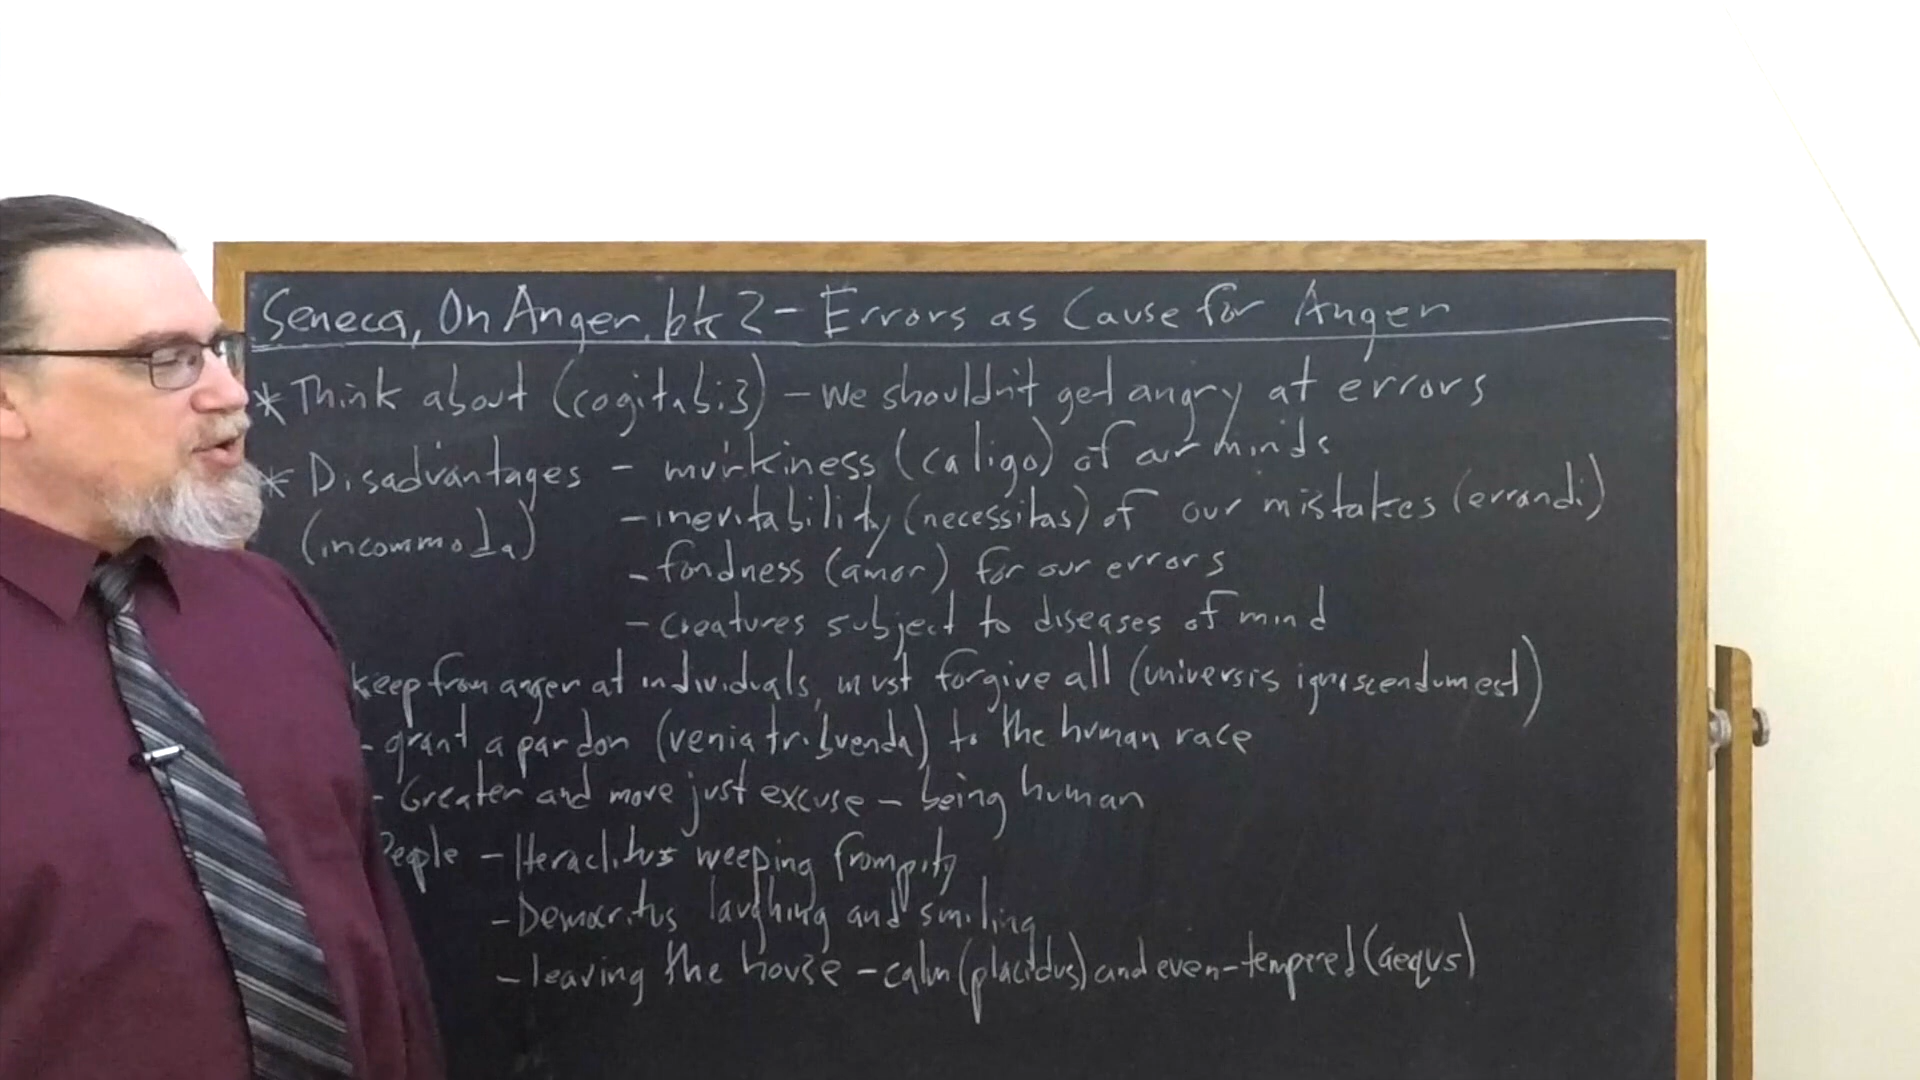 Seneca, On Anger, bk 2 - Errors as Cause for Anger
* Think about (cogitabis) - We shouldn't get angry at errors
* Disadvantages - murkiness (caligo) of our minds
(incommoda) - inevitability (necessitas) of our mistakes (errandi)
- fondness (amor) for our errors
- creatures subject to diseases of mind
keep from anger at individuals, must forgive all (universis ignoscendum est)
- grant a pardon (venia tribuenda) to the human race
- Greater and more just excuse - being human
People - Heraclitus weeping from pity
- Democritus laughing and smiling
- leaving the house - calm (placidus) and even-tempered (aequs)